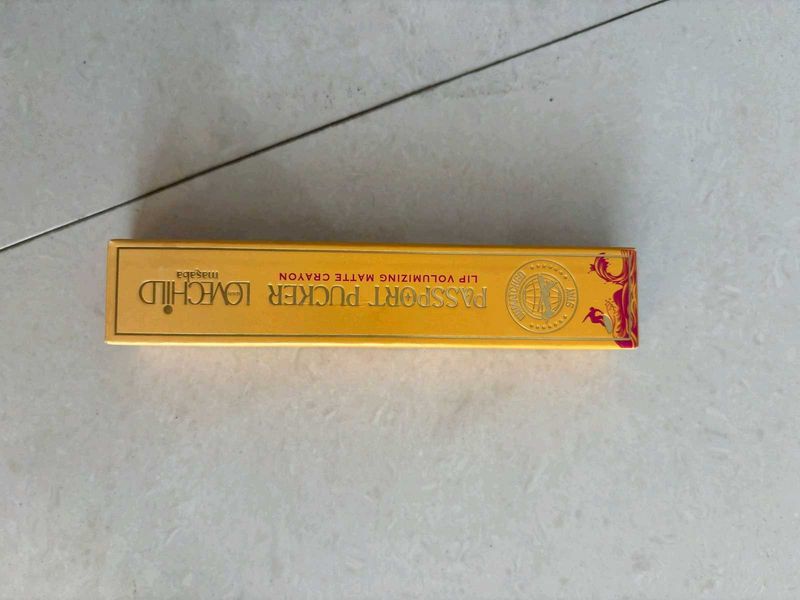 LOVECHILD
masaba
PASSPORT PUCKER
LIP VOLUMIZING MATTE CRAYON